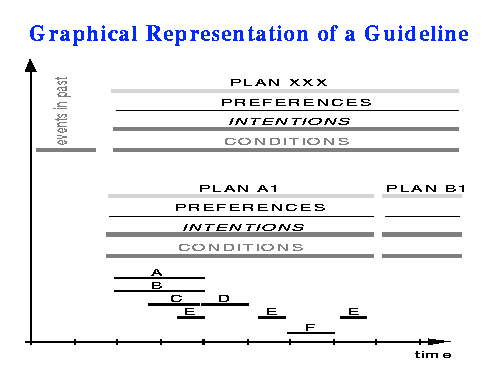 Graphical Representation of a Guideline
events in past
PLAN XXX
PREFERENCES
INTENTIONS
CONDITIONS
PLAN A1 PLAN B1
PREFERENCES
INTENTIONS
CONDITIONS
A
B
C D
E E E
F
time